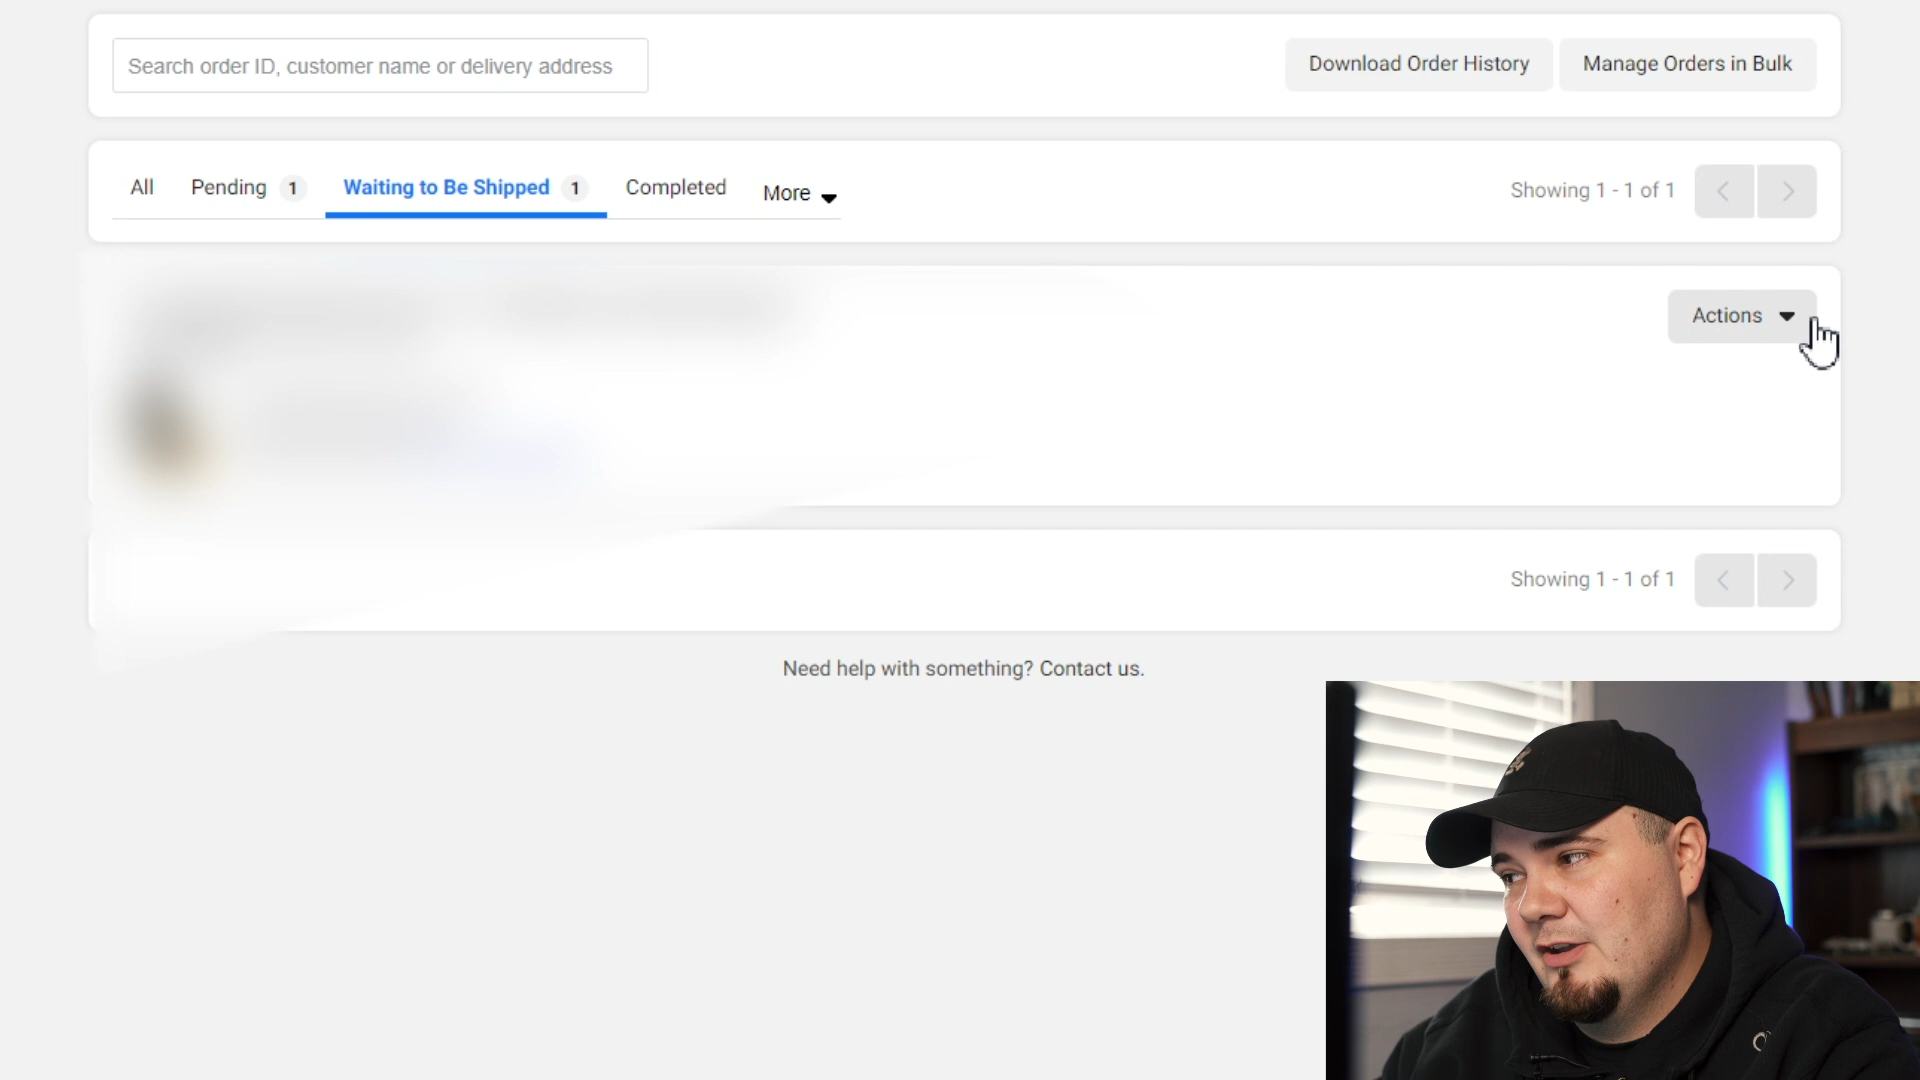 Search order ID, customer name or delivery address
Download Order History
Manage Orders in Bulk
All
Pending 1
Waiting to Be Shipped 1
Completed
More
Showing 1 - 1 of 1
Actions
Showing 1 - 1 of 1
Need help with something? Contact us.